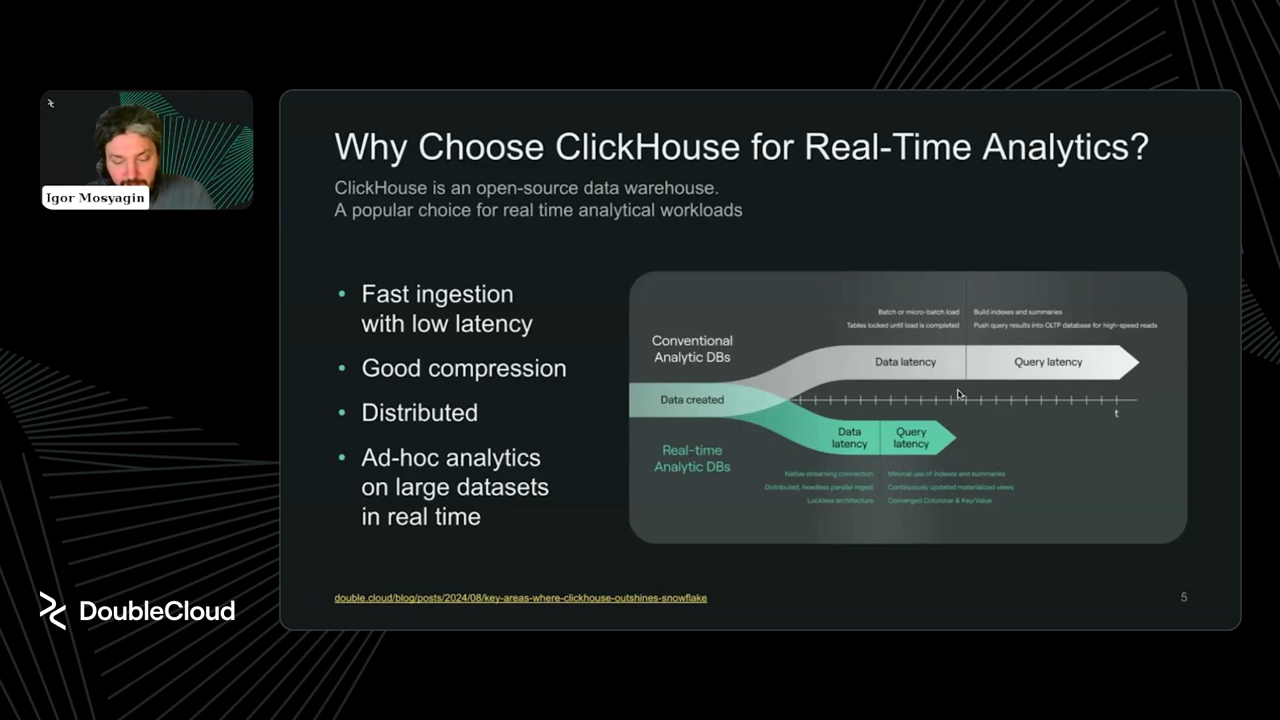 Igor Mosyagin
Why Choose ClickHouse for Real-Time Analytics?
ClickHouse is an open-source data warehouse.
A popular choice for real time analytical workloads
• Fast ingestion
with low latency
• Good compression
• Distributed
• Ad-hoc analytics
on large datasets
in real time
Batch or micro-batch load
Tables locked until load is completed
Build indexes and summaries
Push query results into OLTP database for high-speed reads
Conventional
Analytic DBs
Data latency
Query latency
Data created
t
Data
latency
Query
latency
Real-time
Analytic DBs
Native streaming connection
Distributed, headless parallel ingest
Lockless architecture
Minimal use of indexes and summaries
Continuously updated materialized views
Converged Columnar & Key/Value
double.cloud/blog/posts/2024/08/key-areas-where-clickhouse-outshines-snowflake
5
DoubleCloud